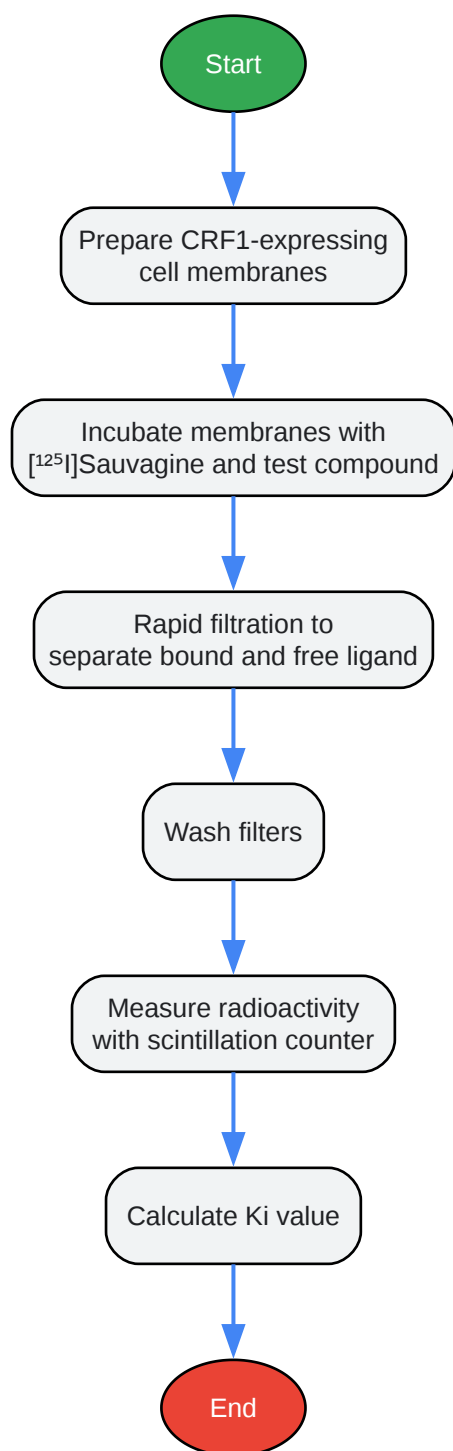 Start
Prepare CRF1-expressing
cell membranes
Incubate membranes with
[¹²⁵I]Sauvagine and test compound
Rapid filtration to
separate bound and free ligand
Wash filters
Measure radioactivity
with scintillation counter
Calculate Ki value
End